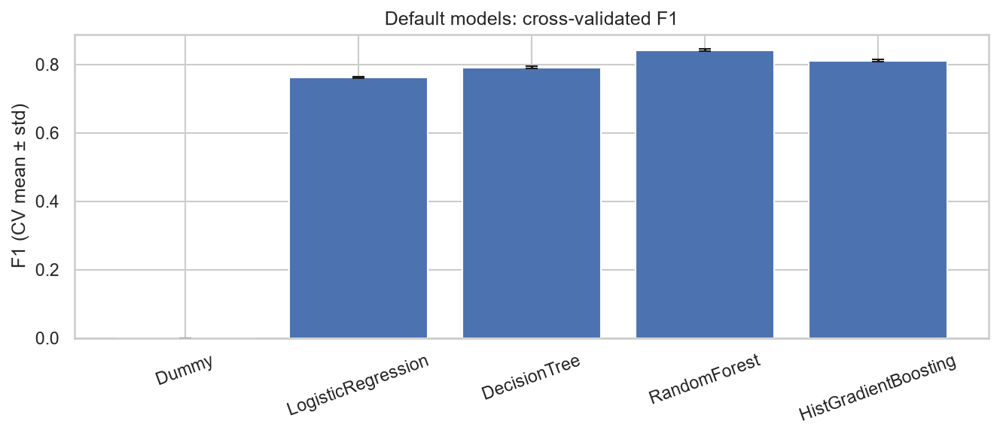 Default models: cross-validated F1
F1 (CV mean ± std)
0.8
0.6
0.4
0.2
0.0
Dummy
LogisticRegression
DecisionTree
RandomForest
HistGradientBoosting